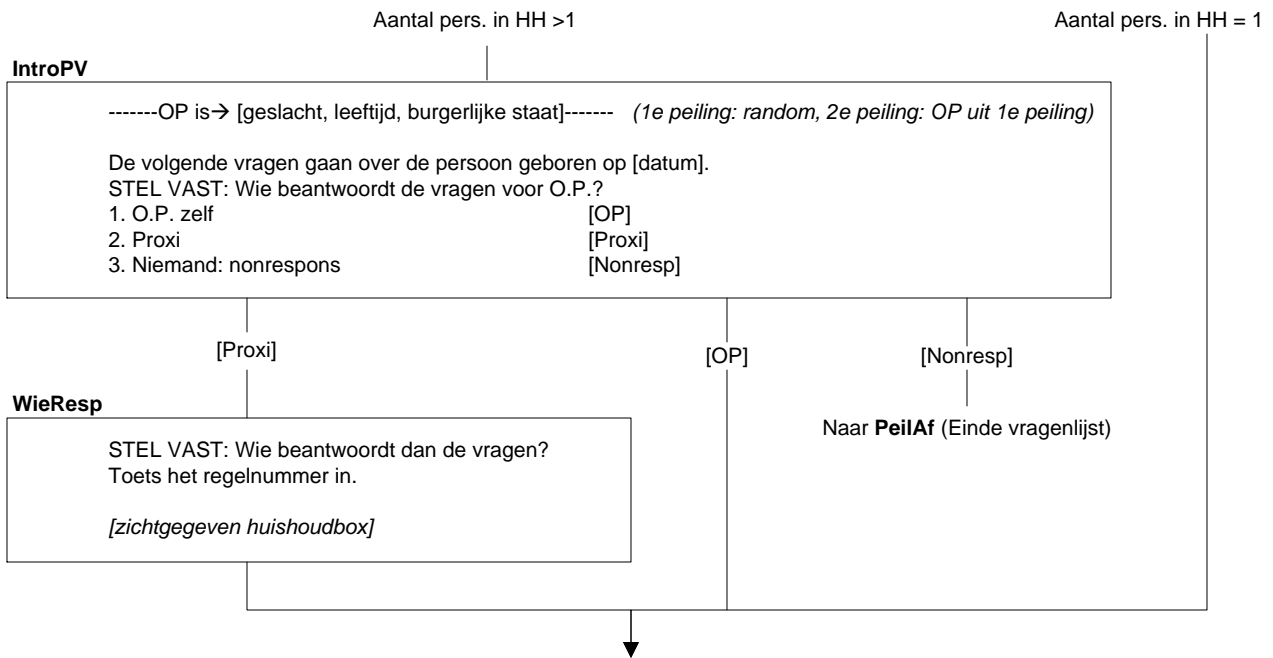 Aantal pers. in HH >1
Aantal pers. in HH = 1
IntroPV
-------OP is→ [geslacht, leeftijd, burgerlijke staat]------- (1e peiling: random, 2e peiling: OP uit 1e peiling)
De volgende vragen gaan over de persoon geboren op [datum].
STEL VAST: Wie beantwoordt de vragen voor O.P.?
1. O.P. zelf [OP]
2. Proxi [Proxi]
3. Niemand: nonrespons [Nonresp]
[Proxi]
[OP]
[Nonresp]
WieResp
Naar PeilAf (Einde vragenlijst)
STEL VAST: Wie beantwoordt dan de vragen?
Toets het regelnummer in.
[zichtgegeven huishoudbox]